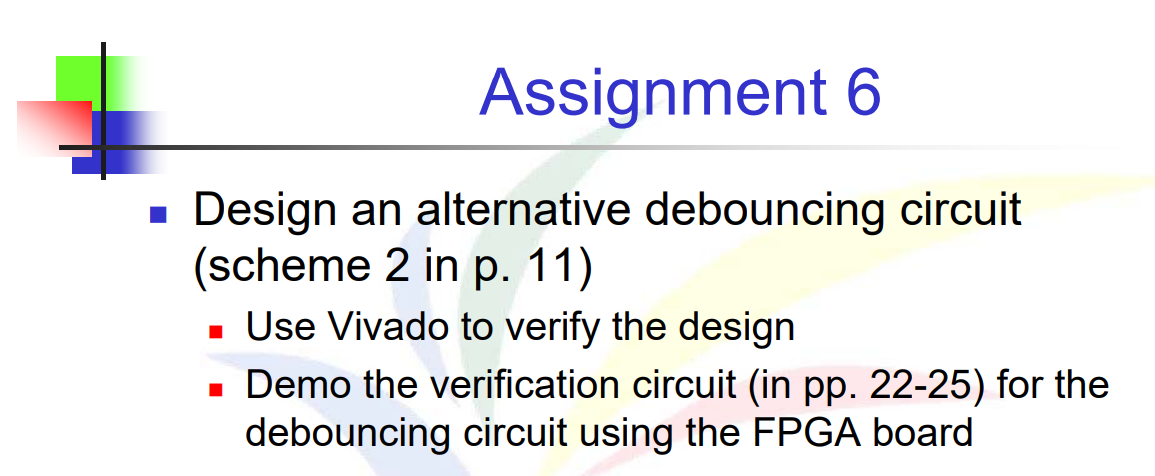 Assignment 6
Design an alternative debouncing circuit
(scheme 2 in p. 11)
Use Vivado to verify the design
Demo the verification circuit (in pp. 22-25) for the
debouncing circuit using the FPGA board